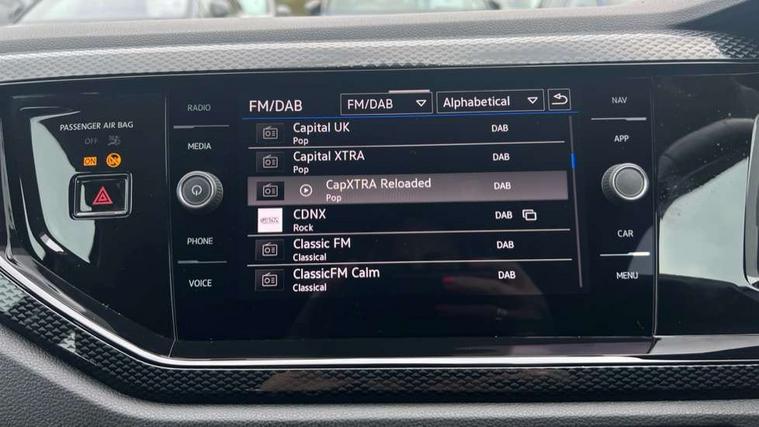 RADIO
FM/DAB
FM/DAB
Alphabetical
NAV
PASSENGER AIR BAG
OFF
ON
MEDIA
APP
Capital UK
Pop
DAB
Capital XTRA
Pop
DAB
CapXTRA Reloaded
Pop
DAB
CDNX
Rock
DAB
PHONE
CAR
Classic FM
Classical
DAB
ClassicFM Calm
Classical
DAB
VOICE
MENU